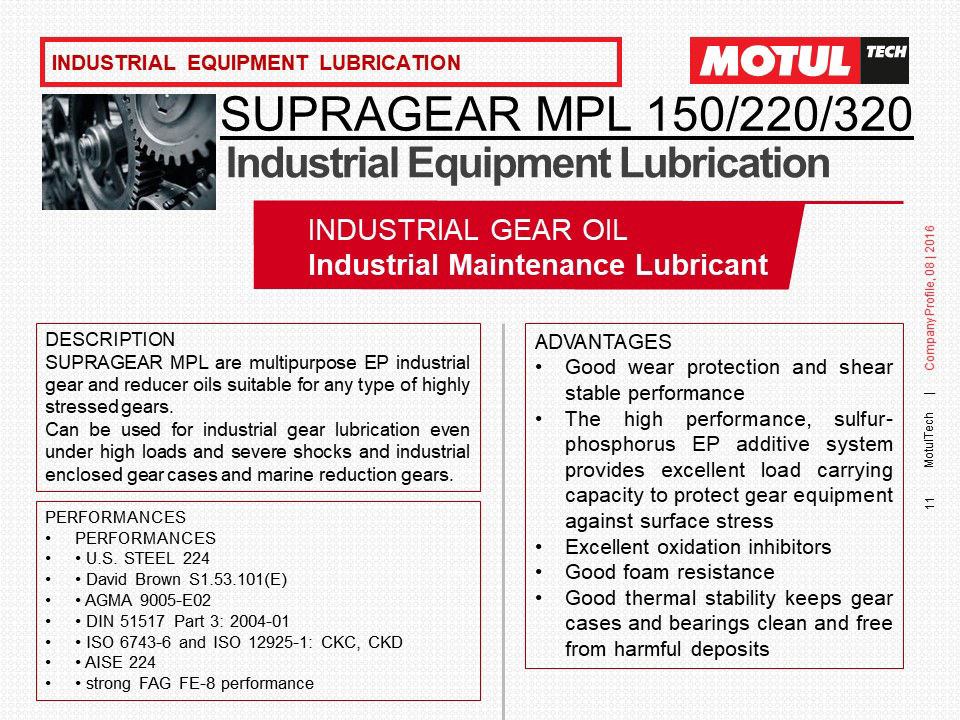 INDUSTRIAL EQUIPMENT LUBRICATION
MOTUL TECH
SUPRAGEAR MPL 150/220/320
Industrial Equipment Lubrication
INDUSTRIAL GEAR OIL
Industrial Maintenance Lubricant
DESCRIPTION
SUPRAGEAR MPL are multipurpose EP industrial
gear and reducer oils suitable for any type of highly
stressed gears.
Can be used for industrial gear lubrication even
under high loads and severe shocks and industrial
enclosed gear cases and marine reduction gears.
PERFORMANCES
• PERFORMANCES
• • U.S. STEEL 224
• • David Brown S1.53.101(E)
• • AGMA 9005-E02
• • DIN 51517 Part 3: 2004-01
• • ISO 6743-6 and ISO 12925-1: CKC, CKD
• • AISE 224
• • strong FAG FE-8 performance
ADVANTAGES
• Good wear protection and shear
stable performance
• The high performance, sulfur-
phosphorus EP additive system
provides excellent load carrying
capacity to protect gear equipment
against surface stress
• Excellent oxidation inhibitors
• Good foam resistance
• Good thermal stability keeps gear
cases and bearings clean and free
from harmful deposits
11 MotulTech | Company Profile, 08 | 2016